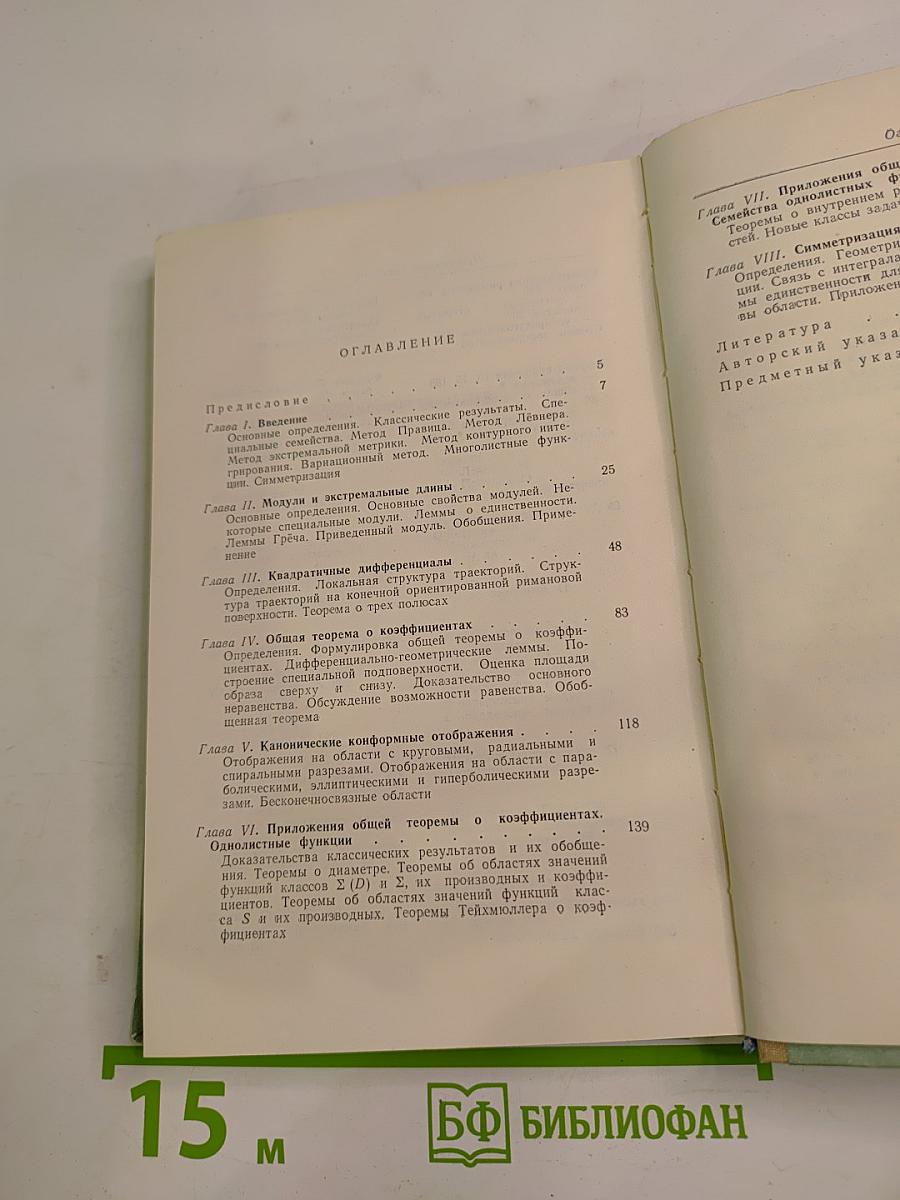 ОГЛАВЛЕНИЕ
Предисловие . . . . . . . . . . . 5
Глава I. Введение . . . . . . . . . . . 7
Основные определения. Классические результаты. Спе-
циальные семейства. Метод Правица. Метод Лёвнера.
Метод экстремальной метрики. Метод контурного инте-
грирования. Вариационный метод. Многолистные функ-
ции. Симметризация
Глава II. Модули и экстремальные длины . . . . . . 25
Основные определения. Основные свойства модулей. Не-
которые специальные модули. Леммы о единственности.
Леммы Грёча. Приведенный модуль. Обобщения. Приме-
нение
Глава III. Квадратичные дифференциалы . . . . . . 48
Определения. Локальная структура траекторий. Струк-
тура траекторий на конечной ориентированной римановой
поверхности. Теорема о трех полюсах
Глава IV. Общая теорема о коэффициентах . . . . . 83
Определения. Формулировка общей теоремы о коэффи-
циентах. Дифференциально-геометрические леммы. По-
строение специальной подповерхности. Оценка площади
образа сверху и снизу. Доказательство основного
неравенства. Обсуждение возможности равенства. Обоб-
щенная теорема
Глава V. Канонические конформные отображения . . . . 118
Отображения на области с круговыми, радиальными и
спиральными разрезами. Отображения на области с пара-
болическими, эллиптическими и гиперболическими разре-
зами. Бесконечносвязные области
Глава VI. Приложения общей теоремы о коэффициентах.
Однолистные функции . . . . . . . . . 139
Доказательства классических результатов и их обобще-
ния. Теоремы о диаметре. Теоремы об областях значений
функций классов Σ (D) и Σ, их производных и коэффи-
циентов. Теоремы об областях значений функций клас-
са S и их производных. Теоремы Тейхмюллера о коэф-
фициентах
Глава VII. Приложения общ
Семейства однолистных ф
Теоремы о внутреннем р
стей. Новые классы зада
Глава VIII. Симметризация
Определения. Геометри
ции. Связь с интеграла
мы единственности для
вы области. Приложен
Литература . .
Авторский указа
Предметный указ
15 м
БФ БИБЛИОФАН